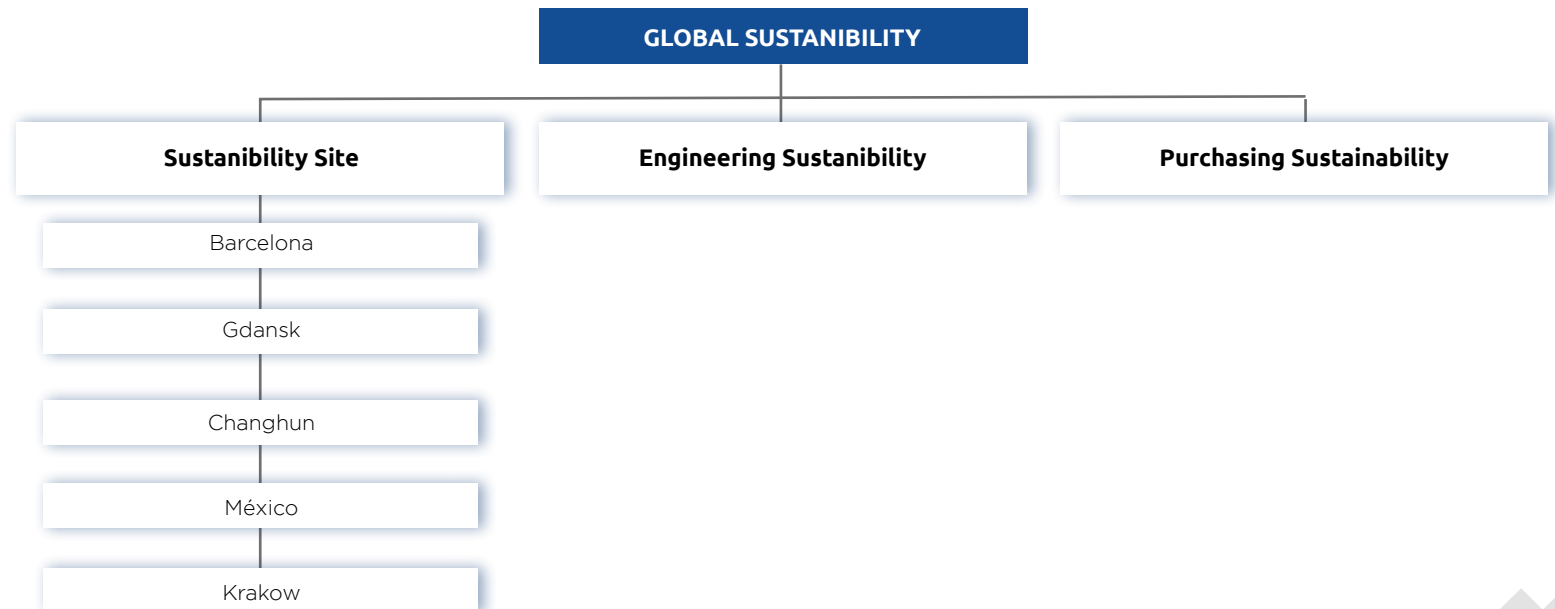 GLOBAL SUSTANIBILITY
Sustanibility Site
Engineering Sustanibility
Purchasing Sustainability
Barcelona
Gdansk
Changhun
México
Krakow